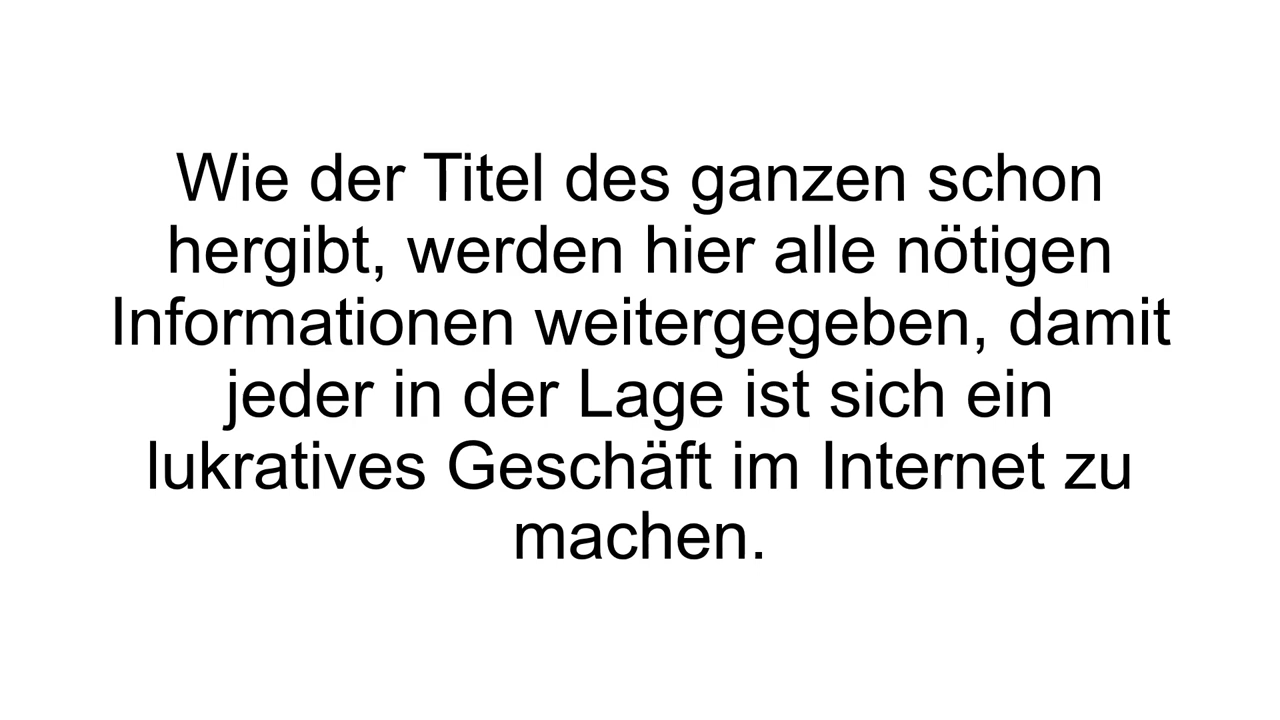 Wie der Titel des ganzen schon
hergibt, werden hier alle nötigen
Informationen weitergegeben, damit
jeder in der Lage ist sich ein
lukratives Geschäft im Internet zu
machen.